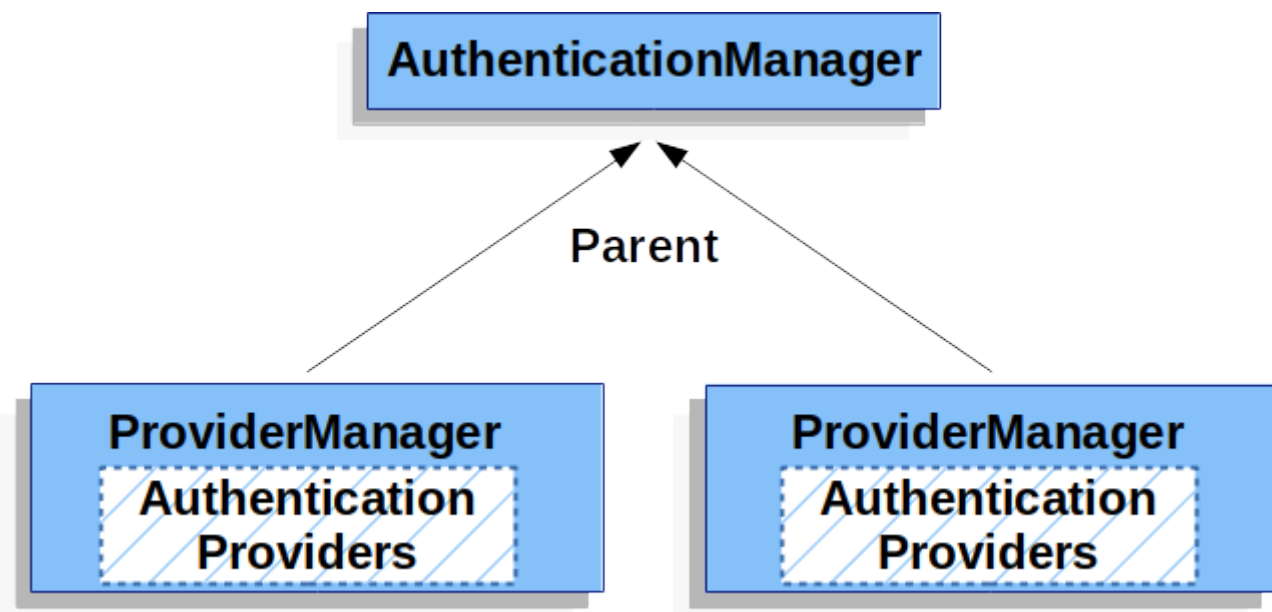 AuthenticationManager
Parent
ProviderManager
Authentication
Providers
ProviderManager
Authentication
Providers